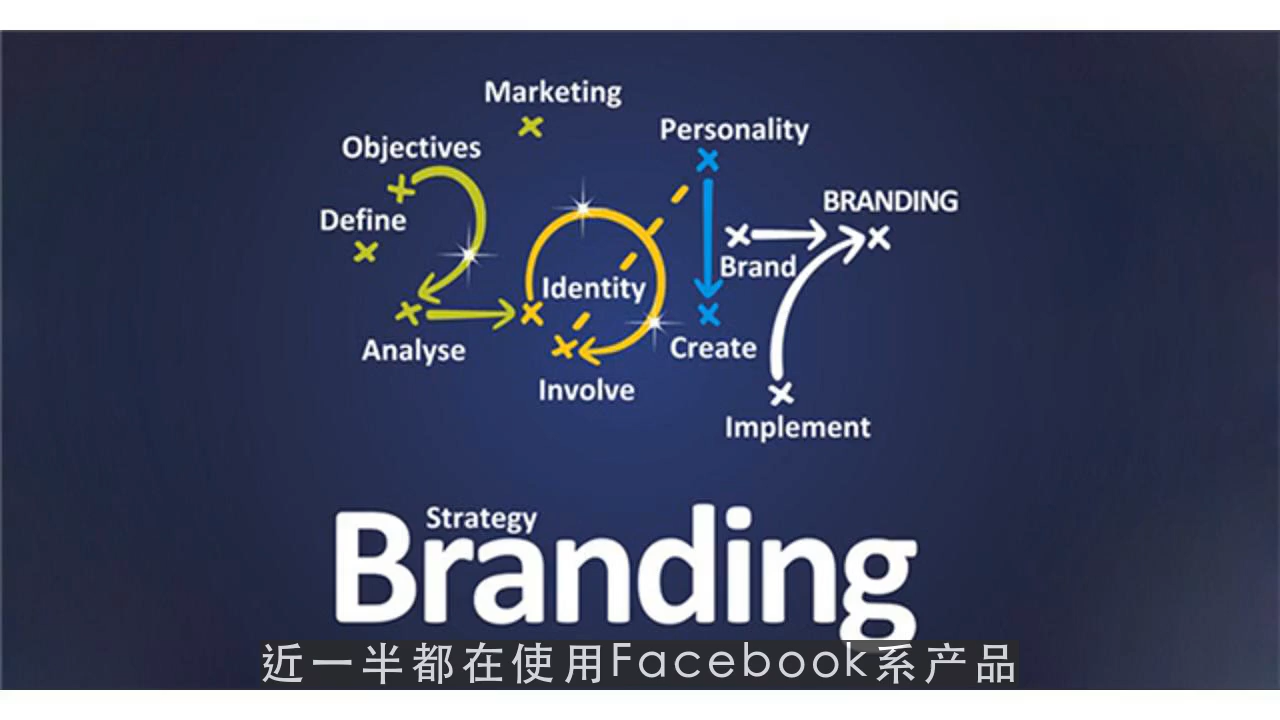 Marketing
Personality
Objectives
BRANDING
Define
Brand
Identity
Create
Analyse
Involve
Implement
Strategy
Branding
近一半都在使用Facebook系产品